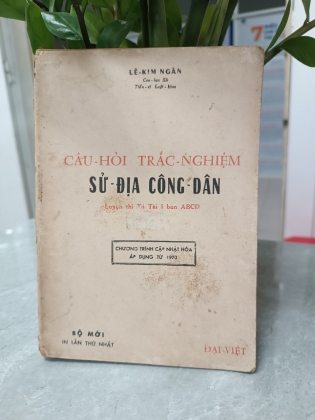 LÊ-KIM NGÂN
Cao-học Sử
Tiến-sĩ Luật-khoa
CÂU-HỎI TRẮC-NGHIỆM
SỬ-ĐỊA CÔNG-DÂN
Luyện thi Tú Tài I ban ABCD
CHƯƠNG TRÌNH CẬP NHẬT HÓA
ÁP DỤNG TỪ 1973
BỘ MỚI
IN LẦN THỨ NHẤT
ĐẠI-VIỆT
7